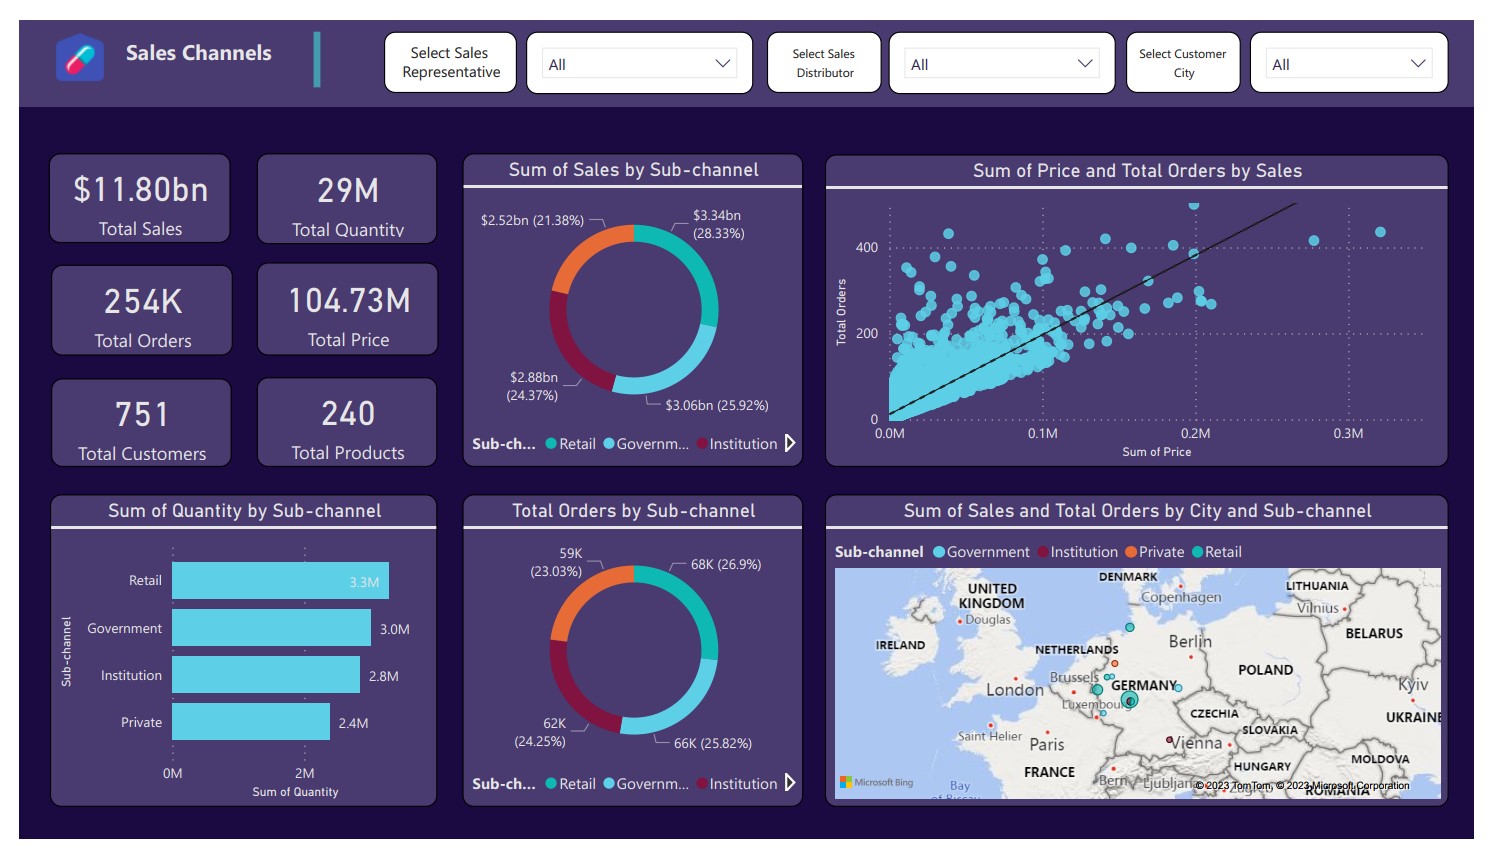 Sales Channels
Select Sales
Representative
All
Select Sales
Distributor
All
Select Customer
City
All
$11.80bn
Total Sales
29M
Total Quantity
254K
Total Orders
104.73M
Total Price
751
Total Customers
240
Total Products
Sum of Sales by Sub-channel
$2.52bn (21.38%)
$3.34bn
(28.33%)
$2.88bn
(24.37%)
$3.06bn (25.92%)
Sub-ch... Retail Governm... Institution
Sum of Price and Total Orders by Sales
Total Orders
400
200
0
0.0M 0.1M 0.2M 0.3M
Sum of Price
Sum of Quantity by Sub-channel
Sub-channel
Retail 3.3M
Government 3.0M
Institution 2.8M
Private 2.4M
0M 2M
Sum of Quantity
Total Orders by Sub-channel
59K
(23.03%)
68K (26.9%)
62K
(24.25%)
66K (25.82%)
Sub-ch... Retail Governm... Institution
Sum of Sales and Total Orders by City and Sub-channel
Sub-channel Government Institution Private Retail
DENMARK
UNITED
KINGDOM
Copenhagen
LITHUANIA
Vilnius
Douglas
IRELAND
NETHERLANDS
Berlin
BELARUS
London
Brussels
GERMANY
POLAND
Kyiv
Luxembourg
CZECHIA
UKRAINE
Saint Helier
Paris
Vienna
SLOVAKIA
FRANCE
Bern
HUNGARY
MOLDOVA
Microsoft Bing
Bay
of Biscay
Ljubljana
Zagreb
ROMANIA
© 2023 TomTom, © 2023 Microsoft Corporation